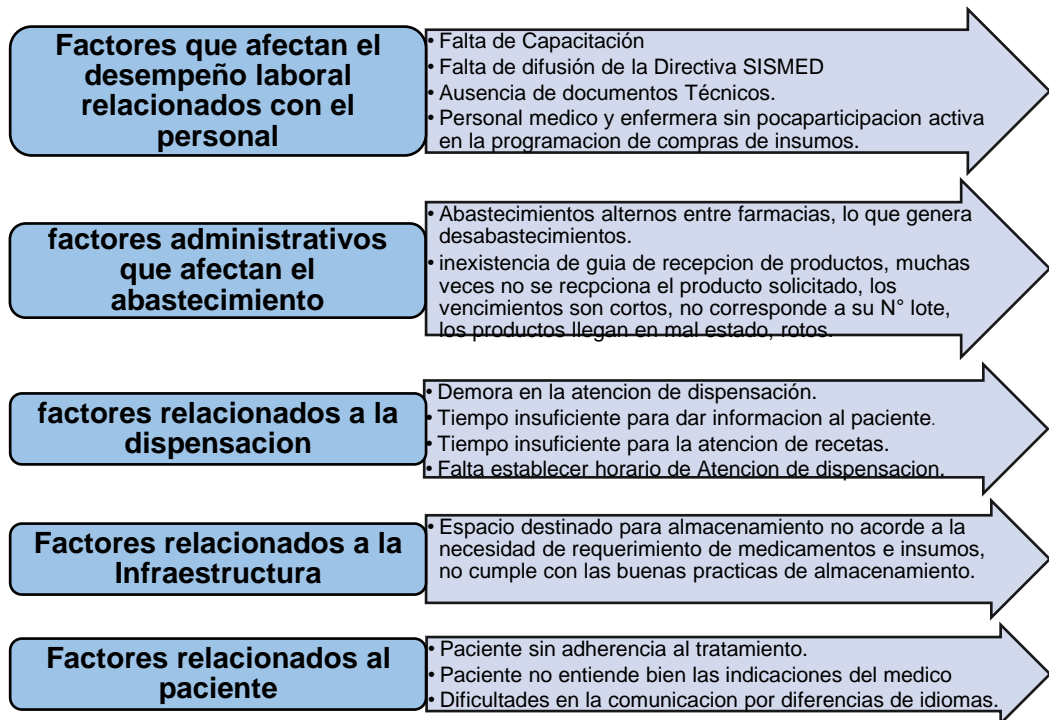 Factores que afectan el
desempeño laboral
relacionados con el
personal
• Falta de Capacitación
• Falta de difusión de la Directiva SISMED
• Ausencia de documentos Técnicos.
• Personal medico y enfermera sin pocaparticipacion activa
en la programacion de compras de insumos.
factores administrativos
que afectan el
abastecimiento
• Abastecimientos alternos entre farmacias, lo que genera
desabastecimientos.
• inexistencia de guia de recepcion de productos, muchas
veces no se recpciona el producto solicitado, los
vencimientos son cortos, no corresponde a su N° lote,
los productos llegan en mal estado, rotos.
factores relacionados a la
dispensacion
• Demora en la atencion de dispensación.
• Tiempo insuficiente para dar informacion al paciente.
• Tiempo insuficiente para la atencion de recetas.
• Falta establecer horario de Atencion de dispensacion.
Factores relacionados a la
Infraestructura
• Espacio destinado para almacenamiento no acorde a la
necesidad de requerimiento de medicamentos e insumos,
no cumple con las buenas practicas de almacenamiento.
Factores relacionados al
paciente
• Paciente sin adherencia al tratamiento.
• Paciente no entiende bien las indicaciones del medico
• Dificultades en la comunicacion por diferencias de idiomas.